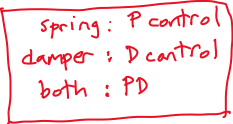 spring: P control
damper: D control
both: PD